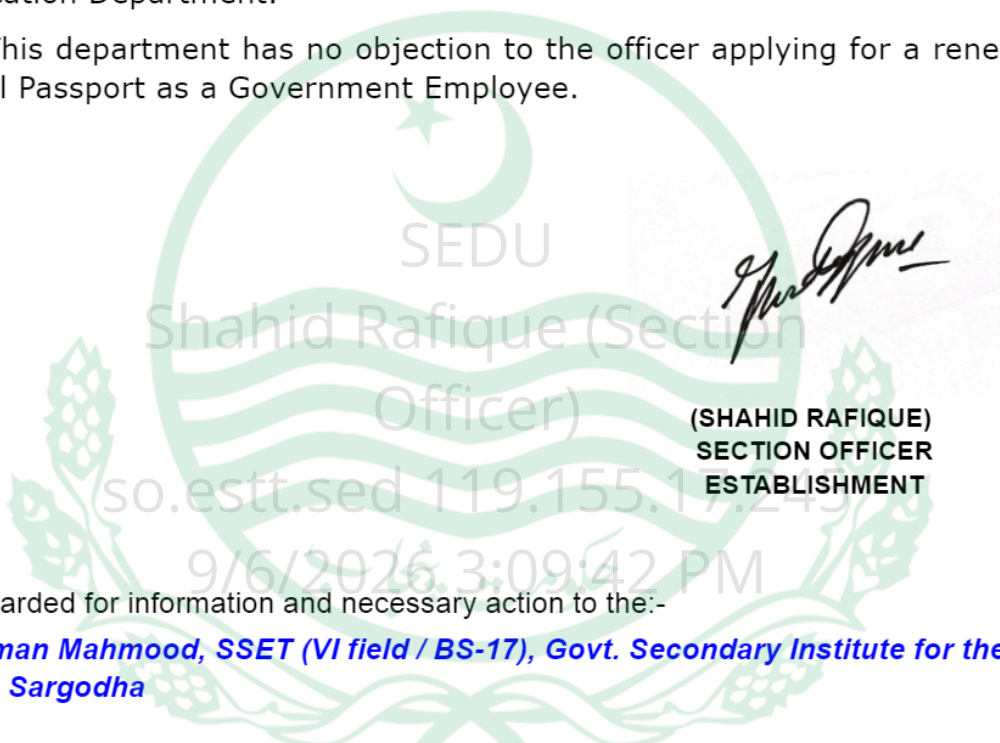 ation Department.
his department has no objection to the officer applying for a rene
l Passport as a Government Employee.
SEDU
Shahid Rafique (Section
Officer)
(SHAHID RAFIQUE)
SECTION OFFICER
ESTABLISHMENT
so.estt.sed 119.155.17.245
9/6/2026 3:09:42 PM
arded for information and necessary action to the:-
man Mahmood, SSET (VI field / BS-17), Govt. Secondary Institute for the
Sargodha